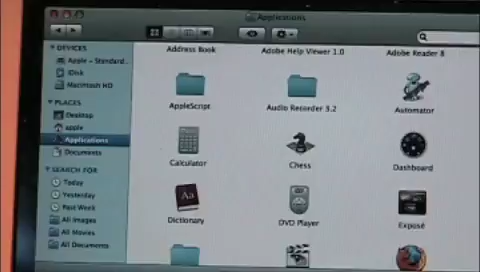 Applications
DEVICES
Apple - Standard...
iDisk
Macintosh HD
PLACES
Desktop
apple
Applications
Documents
SEARCH FOR
Today
Yesterday
Past Week
All Images
All Movies
All Documents
Address Book
Adobe Help Viewer 1.0
Adobe Reader 8
AppleScript
Audio Recorder 3.2
Automator
Calculator
Chess
Dashboard
Aa
Dictionary
DVD Player
Exposé